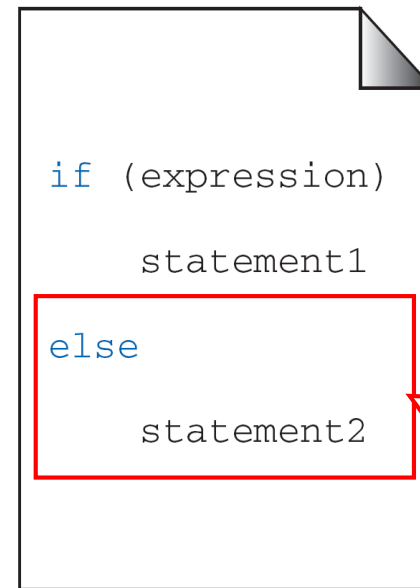 if (expression)
statement1
else
statement2